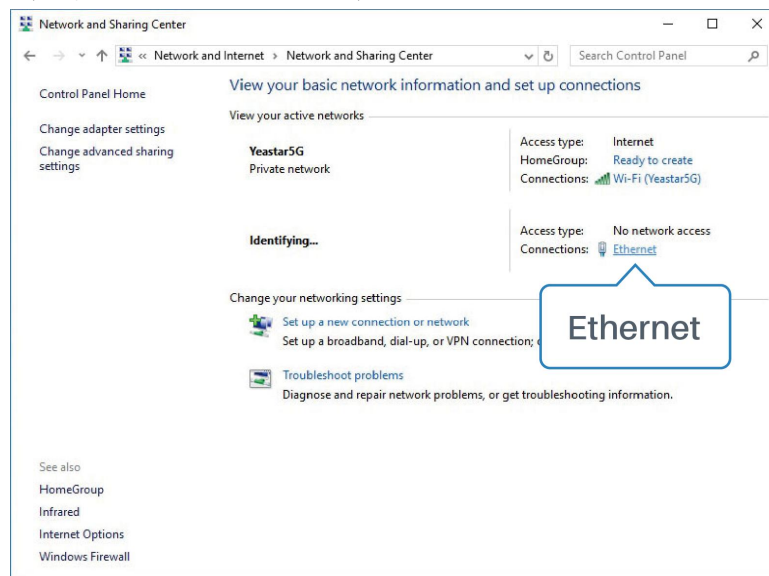 Network and Sharing Center
« Network and Internet › Network and Sharing Center
Search Control Panel
Control Panel Home
Change adapter settings
Change advanced sharing
settings
View your basic network information and set up connections
View your active networks
Yeastar5G
Private network
Access type: Internet
HomeGroup: Ready to create
Connections: Wi-Fi (Yeastar5G)
Identifying...
Access type: No network access
Connections: Ethernet
Ethernet
Change your networking settings
Set up a new connection or network
Set up a broadband, dial-up, or VPN connection;
Troubleshoot problems
Diagnose and repair network problems, or get troubleshooting information.
See also
HomeGroup
Infrared
Internet Options
Windows Firewall